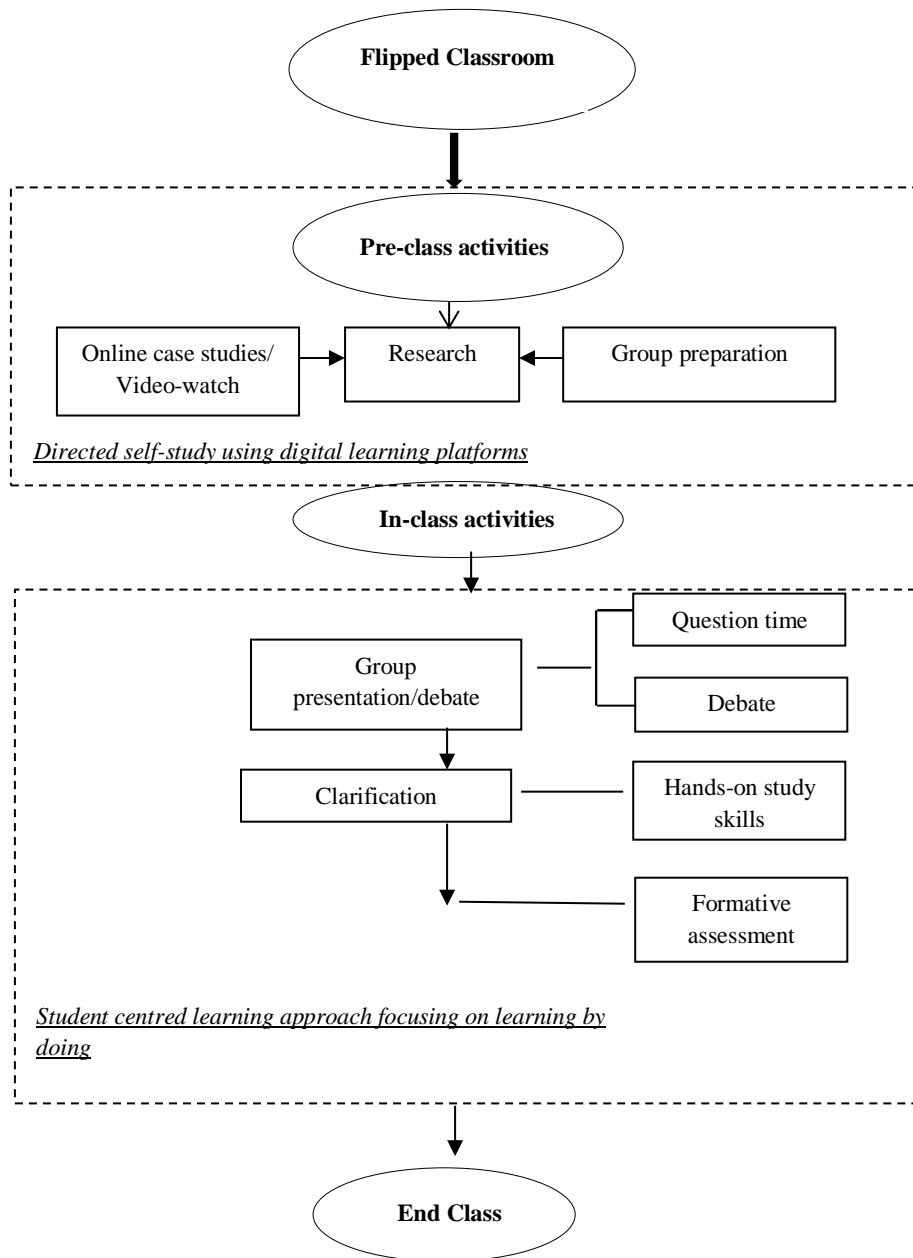 Flipped Classroom
Pre-class activities
Online case studies/
Video-watch
Research
Group preparation
Directed self-study using digital learning platforms
In-class activities
Question time
Group
presentation/debate
Debate
Clarification
Hands-on study
skills
Formative
assessment
Student centred learning approach focusing on learning by
doing
End Class